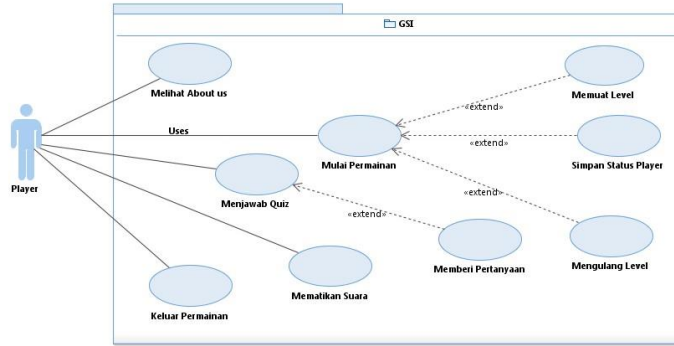 GSI
Melihat About us
Memuat Level
«extend»
Uses
Mulai Permainan
«extend»
Simpan Status Player
Player
Menjawab Quiz
«extend»
«extend»
Memberi Pertanyaan
Mengulang Level
Mematikan Suara
Keluar Permainan